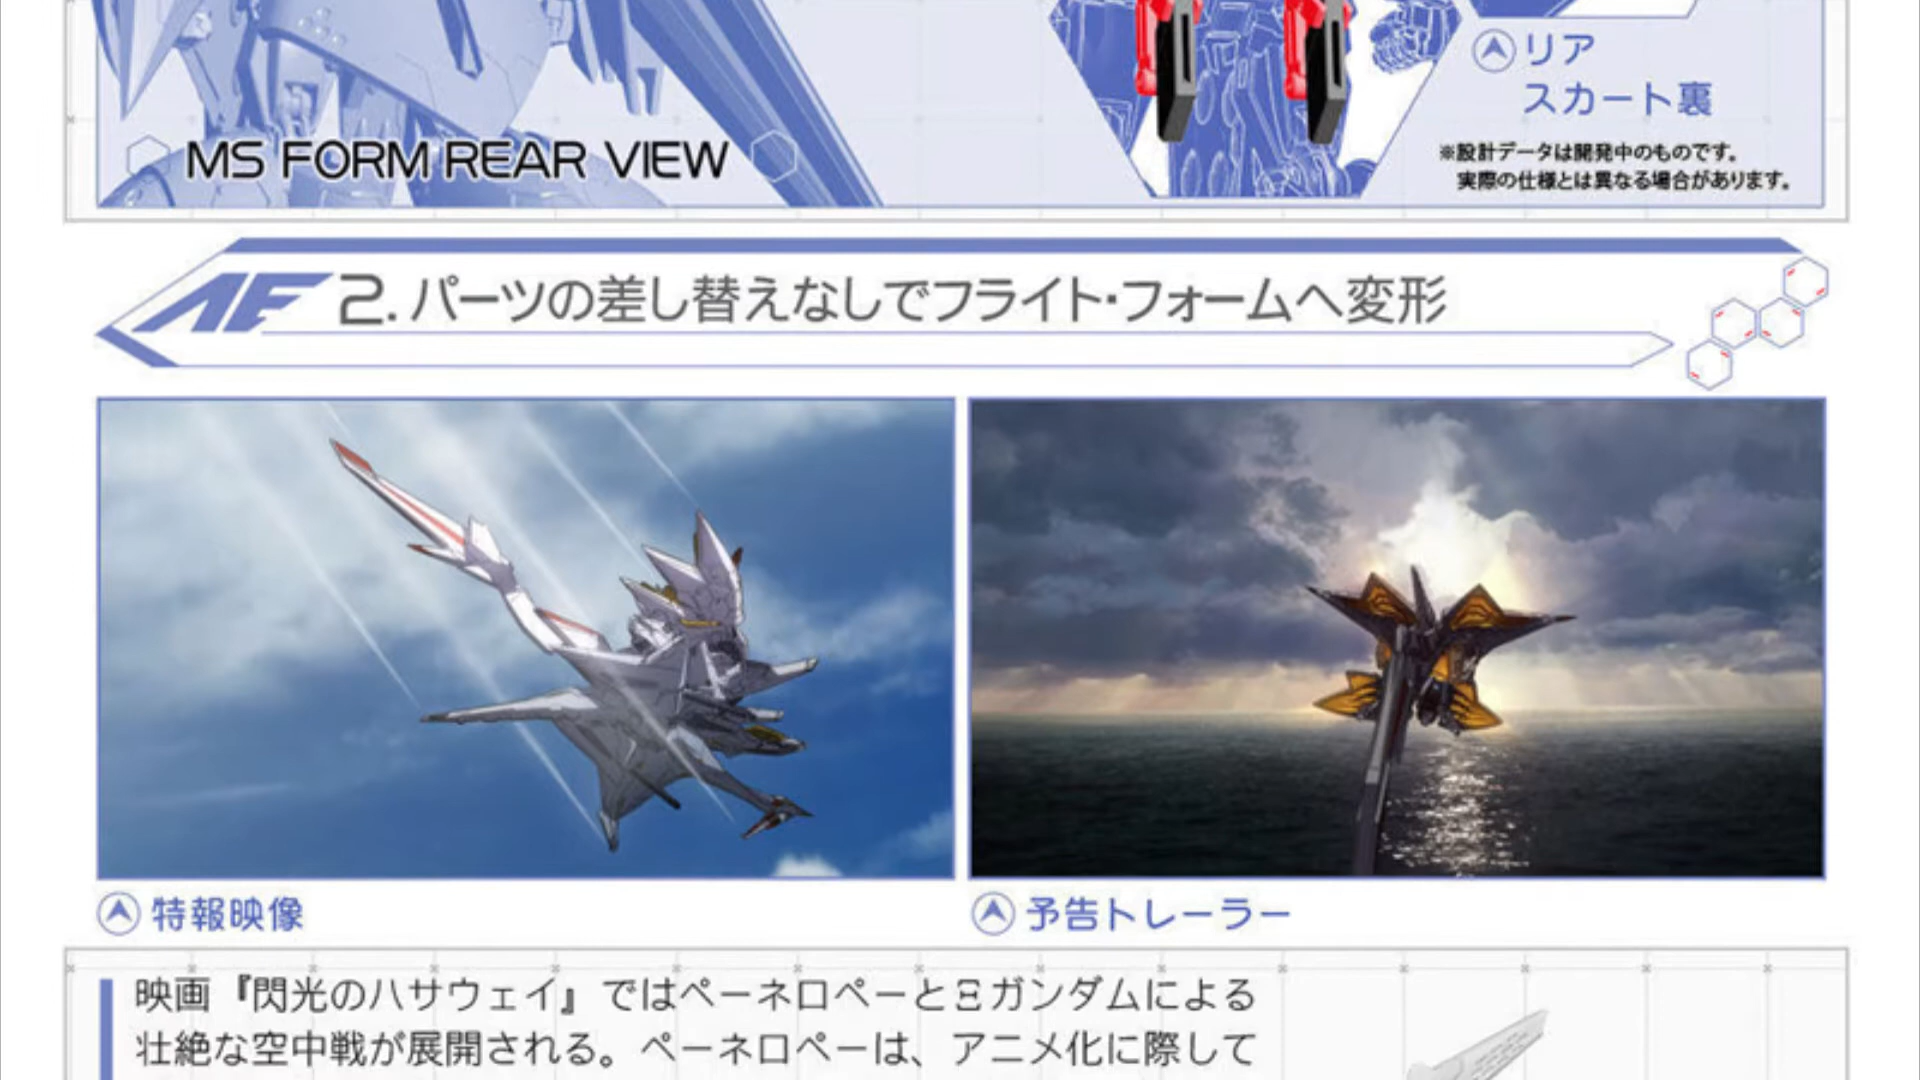 リア
スカート裏
MS FORM REAR VIEW
※設計データは開発中のものです。
実際の仕様とは異なる場合があります。
AE 2.パーツの差し替えなしでフライト・フォームへ変形
特報映像
予告トレーラー
映画『閃光のハサウェイ』ではペーネロペーとΞガンダムによる
壮絶な空中戦が展開される。ペーネロペーは、アニメ化に際して